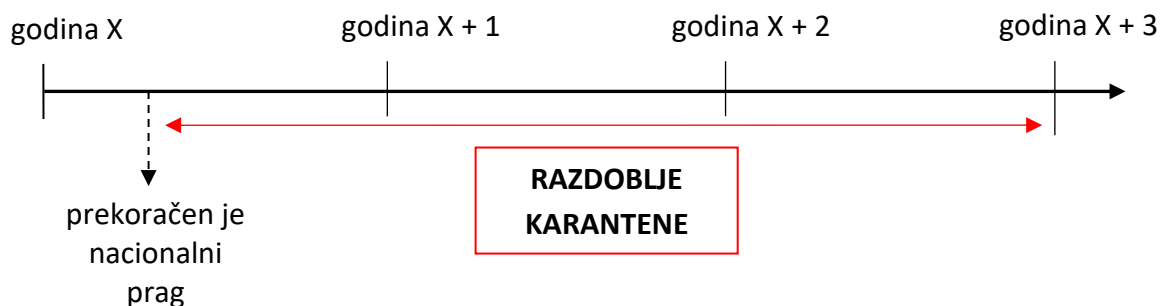 godina X
godina X + 1
godina X + 2
godina X + 3
RAZDOBLJE
KARANTENE
prekoračen je
nacionalni
prag